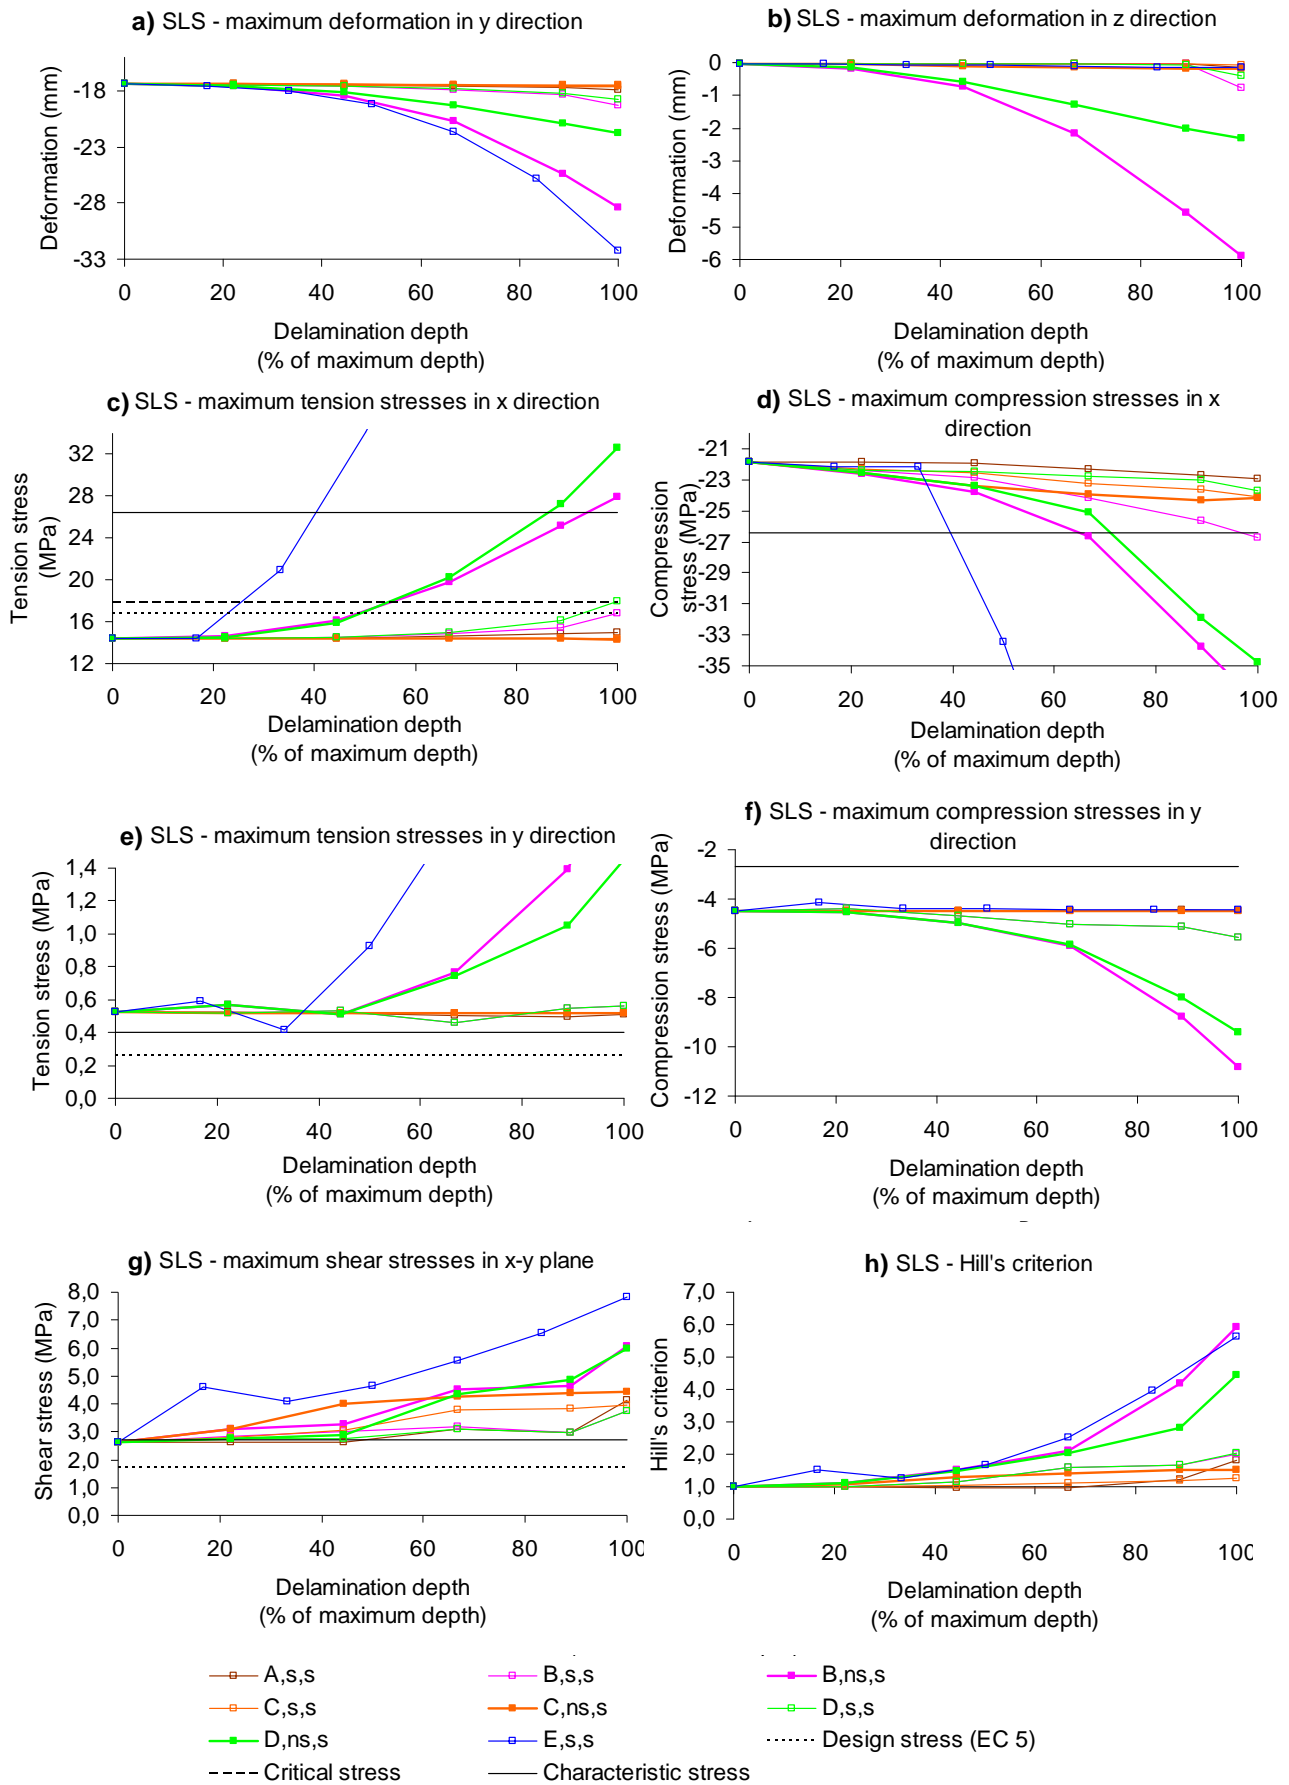 a) SLS - maximum deformation in y direction
-18
-23
-28
-33
Deformation (mm)
0 20 40 60 80 100
Delamination depth
(% of maximum depth)
b) SLS - maximum deformation in z direction
0
-1
-2
-3
-4
-5
-6
Deformation (mm)
0 20 40 60 80 100
Delamination depth
(% of maximum depth)
c) SLS - maximum tension stresses in x direction
32
28
24
20
16
12
Tension stress
(MPa)
0 20 40 60 80 100
Delamination depth
(% of maximum depth)
d) SLS - maximum compression stresses in x
direction
-21
-23
-25
-27
-29
-31
-33
-35
Compression
stress (MPa)
0 20 40 60 80 100
Delamination depth
(% of maximum depth)
e) SLS - maximum tension stresses in y direction
1,4
1,2
1,0
0,8
0,6
0,4
0,2
0,0
Tension stress (MPa)
0 20 40 60 80 100
Delamination depth
(% of maximum depth)
f) SLS - maximum compression stresses in y
direction
-2
-4
-6
-8
-10
-12
Compression stress (MPa)
0 20 40 60 80 100
Delamination depth
(% of maximum depth)
g) SLS - maximum shear stresses in x-y plane
8,0
7,0
6,0
5,0
4,0
3,0
2,0
1,0
0,0
Shear stress (MPa)
0 20 40 60 80 100
Delamination depth
(% of maximum depth)
h) SLS - Hill's criterion
7,0
6,0
5,0
4,0
3,0
2,0
1,0
0,0
Hill's criterion
0 20 40 60 80 100
Delamination depth
(% of maximum depth)
A,s,s
B,s,s
B,ns,s
C,s,s
C,ns,s
D,s,s
D,ns,s
E,s,s
Design stress (EC 5)
Critical stress
Characteristic stress